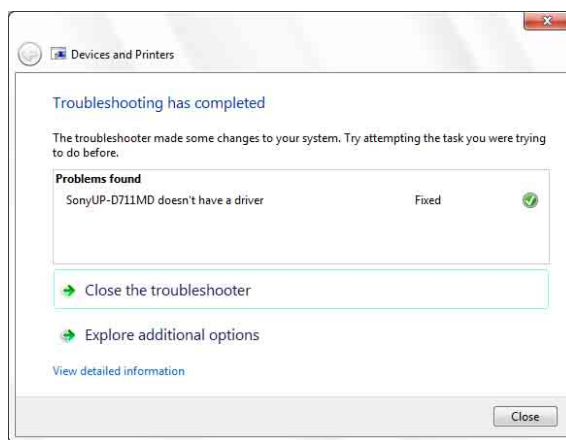 Devices and Printers
Troubleshooting has completed
The troubleshooter made some changes to your system. Try attempting the task you were trying
to do before.
Problems found
SonyUP-D711MD doesn't have a driver Fixed
Close the troubleshooter
Explore additional options
View detailed information
Close